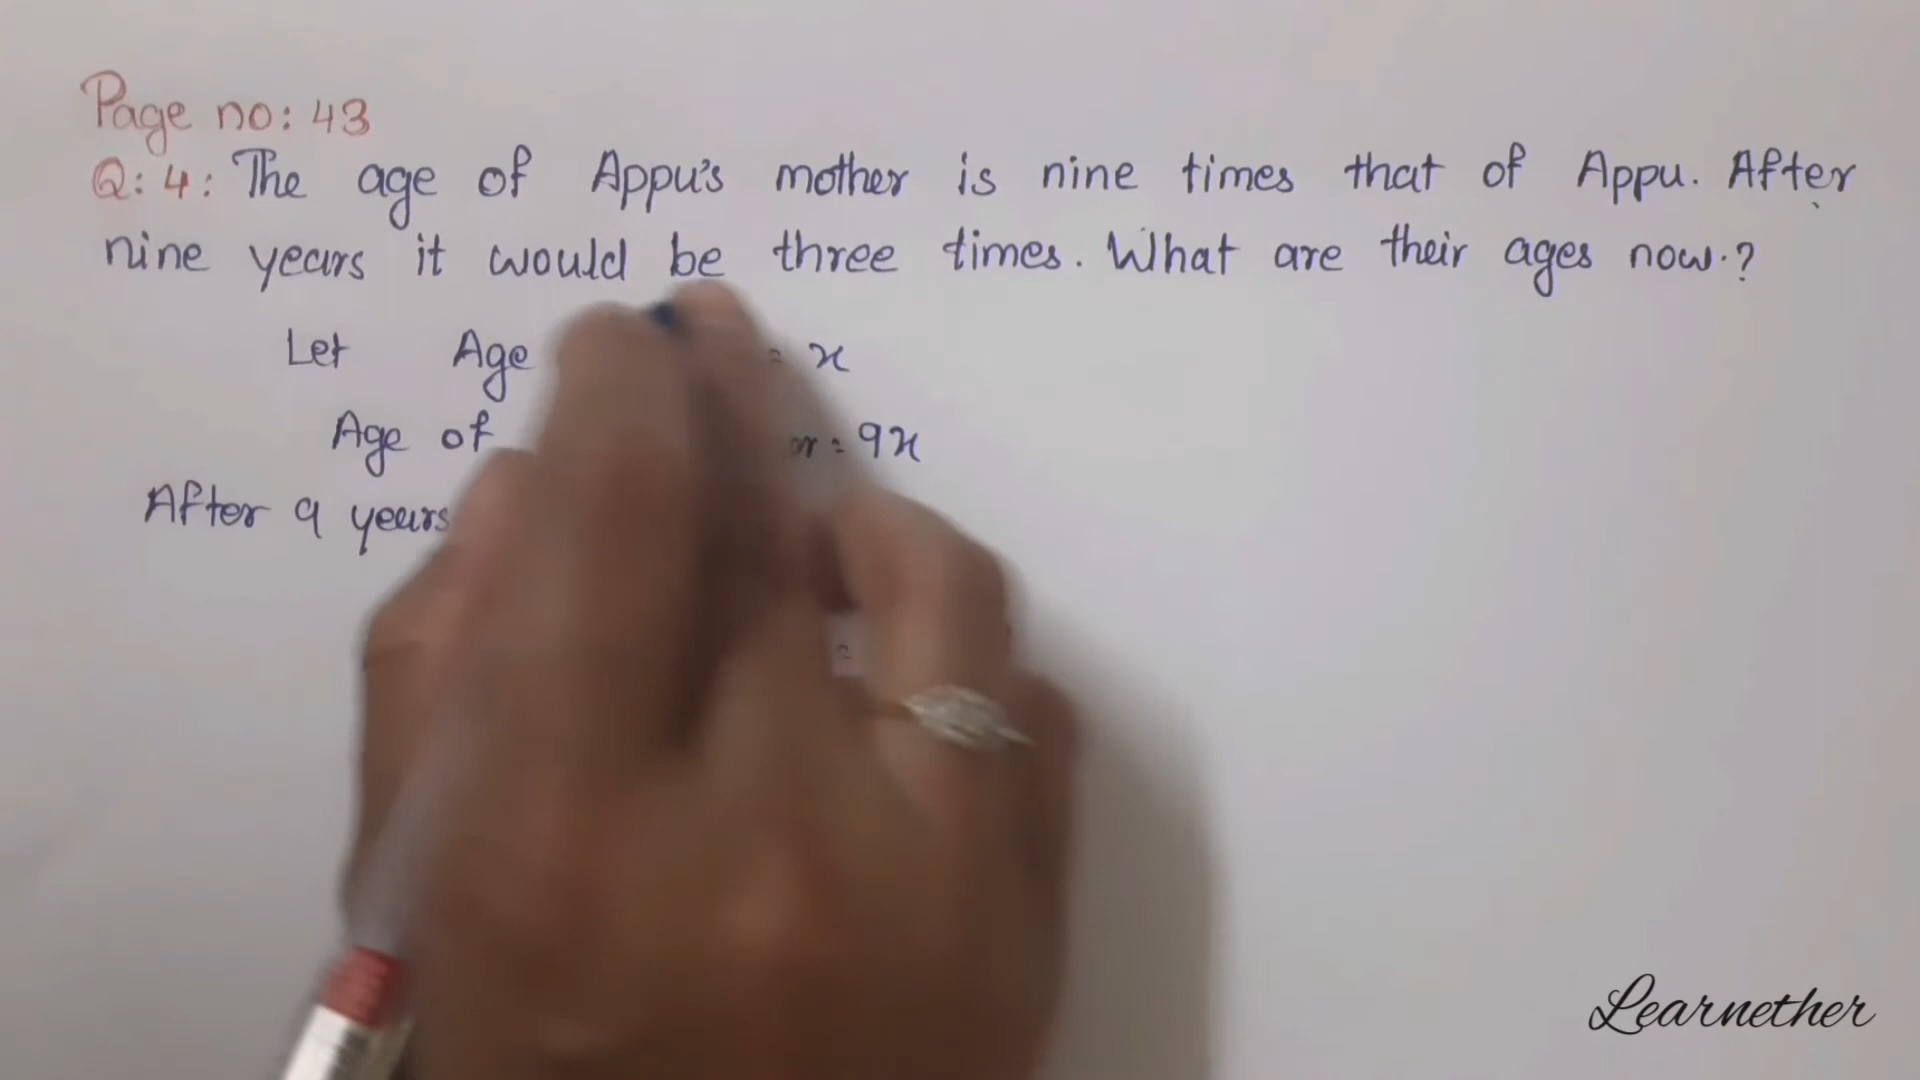 Page no: 43
Q: 4: The age of Appu's mother is nine times that of Appu. After
nine years it would be three times. What are their ages now.?
Let Age = x
Age of = 9x
After 9 years
=
Learnether